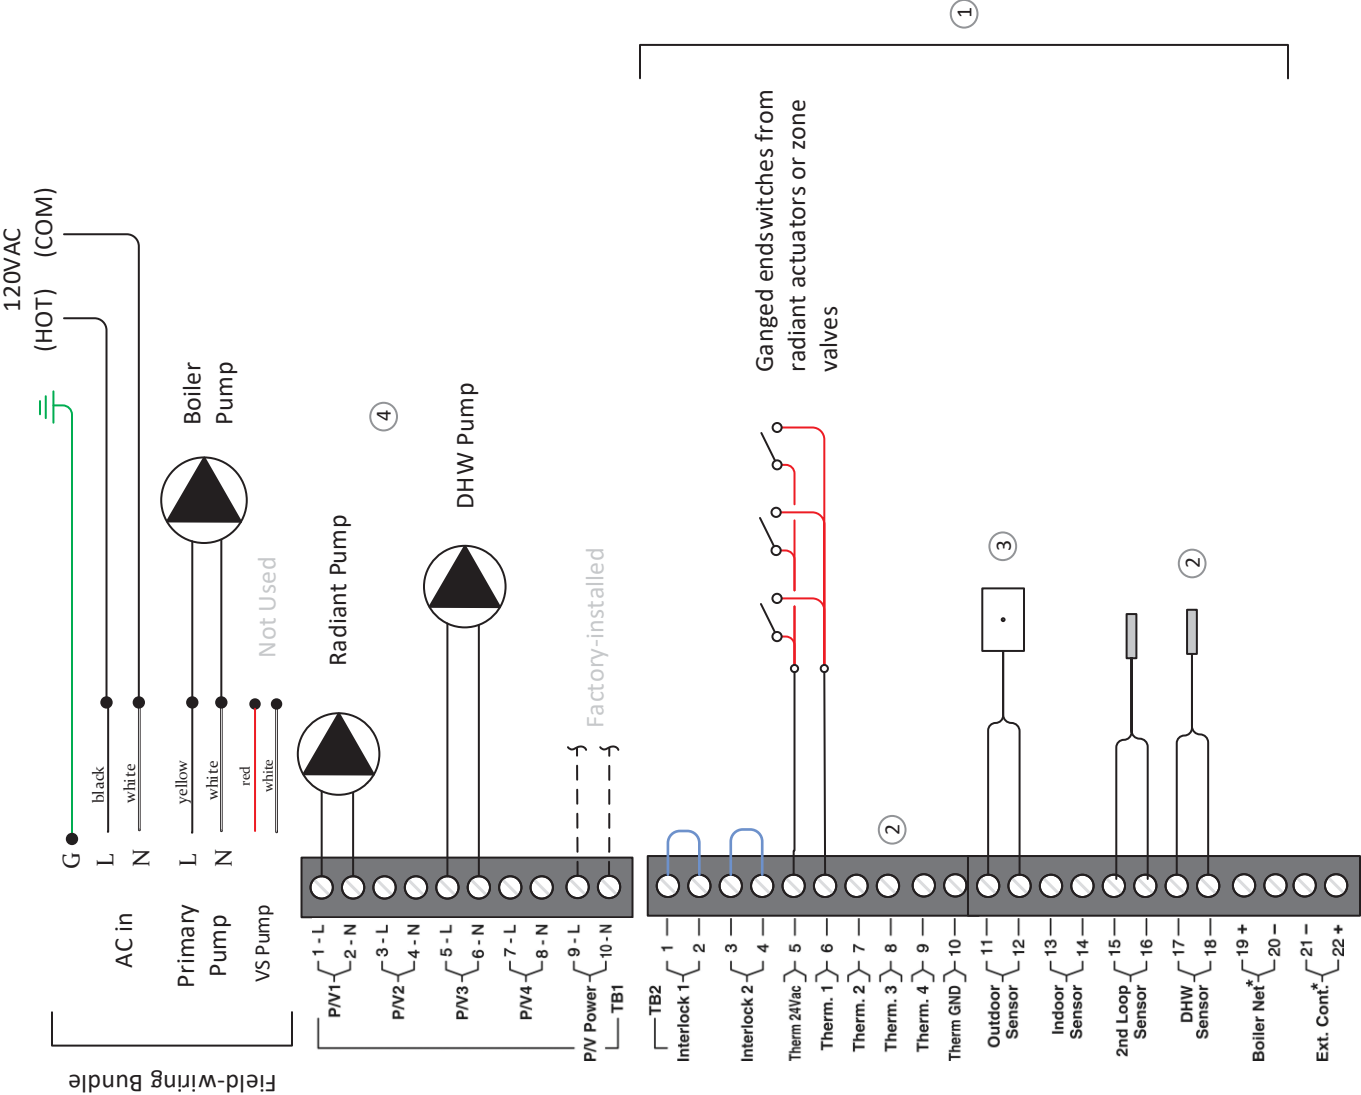 120VAC
(HOT) (COM)
Boiler
Pump
Not Used
Radiant Pump
DHW Pump
Factory-installed
Ganged endswitches from
radiant actuators or zone
valves
1
4
3
2
2
G
L
black
N
white
L
yellow
N
white
red
white
AC in
Primary
Pump
VS Pump
Field-wiring Bundle
P/V1
1 - L
2 - N
P/V2
3 - L
4 - N
P/V3
5 - L
6 - N
P/V4
7 - L
8 - N
P/V Power
9 - L
10- N
TB1
TB2
Interlock 1
1
2
Interlock 2
3
4
Therm 24Vac
5
Therm. 1
6
Therm. 2
7
Therm. 3
8
Therm. 4
9
Therm GND
10
Outdoor
Sensor
11
12
Indoor
Sensor
13
14
2nd Loop
Sensor
15
16
DHW
Sensor
17
18
Boiler Net*
19 +
20 –
Ext. Cont.*
21 –
22 +